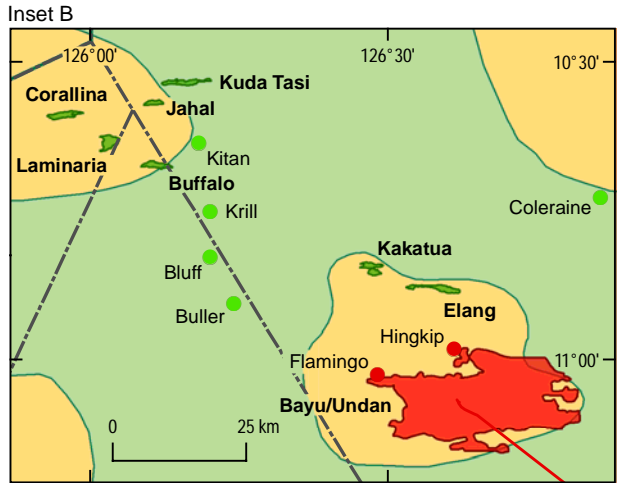 Inset B
126°00'
126°30'
10°30'
Kuda Tasi
Corallina
Jahal
Laminaria
Kitan
Buffalo
Krill
Coleraine
Bluff
Kakatua
Buller
Elang
Hingkip
Flamingo
11°00'
Bayu/Undan
0
25 km